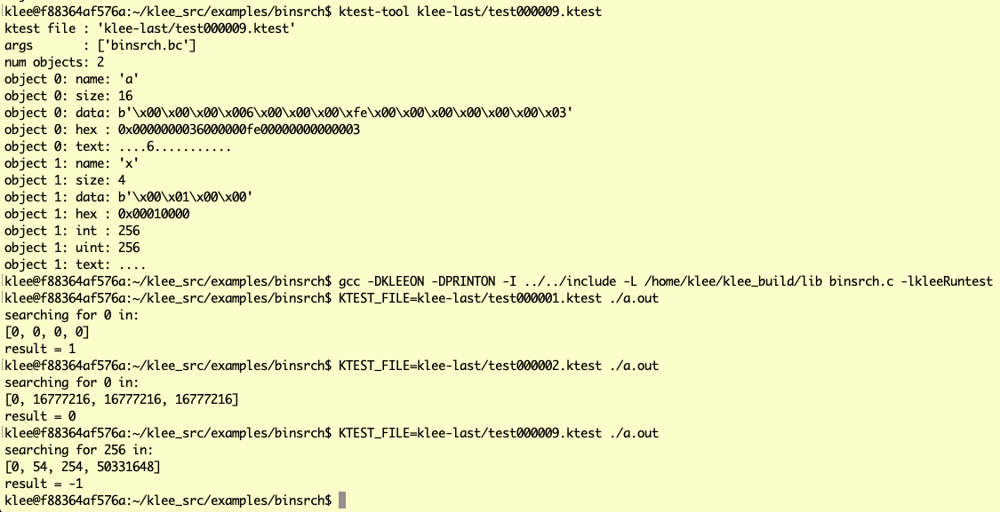 klee@f88364af576a:~/klee_src/examples/binsrch$ ktest-tool klee-last/test000009.ktest
ktest file : 'klee-last/test000009.ktest'
args       : ['binsrch.bc']
num objects: 2
object 0: name: 'a'
object 0: size: 16
object 0: data: b'\x00\x00\x00\x006\x00\x00\x00\xfe\x00\x00\x00\x00\x00\x00\x03'
object 0: hex : 0x0000000036000000fe00000000000003
object 0: text: ....6...........
object 1: name: 'x'
object 1: size: 4
object 1: data: b'\x00\x01\x00\x00'
object 1: hex : 0x00010000
object 1: int : 256
object 1: uint: 256
object 1: text: ....
klee@f88364af576a:~/klee_src/examples/binsrch$ gcc -DKLEEON -DPRINTON -I ../../include -L /home/klee/klee_build/lib binsrch.c -lkleeRuntest
klee@f88364af576a:~/klee_src/examples/binsrch$ KTEST_FILE=klee-last/test000001.ktest ./a.out
searching for 0 in:
[0, 0, 0, 0]
result = 1
klee@f88364af576a:~/klee_src/examples/binsrch$ KTEST_FILE=klee-last/test000002.ktest ./a.out
searching for 0 in:
[0, 16777216, 16777216, 16777216]
result = 0
klee@f88364af576a:~/klee_src/examples/binsrch$ KTEST_FILE=klee-last/test000009.ktest ./a.out
searching for 256 in:
[0, 54, 254, 50331648]
result = -1
klee@f88364af576a:~/klee_src/examples/binsrch$